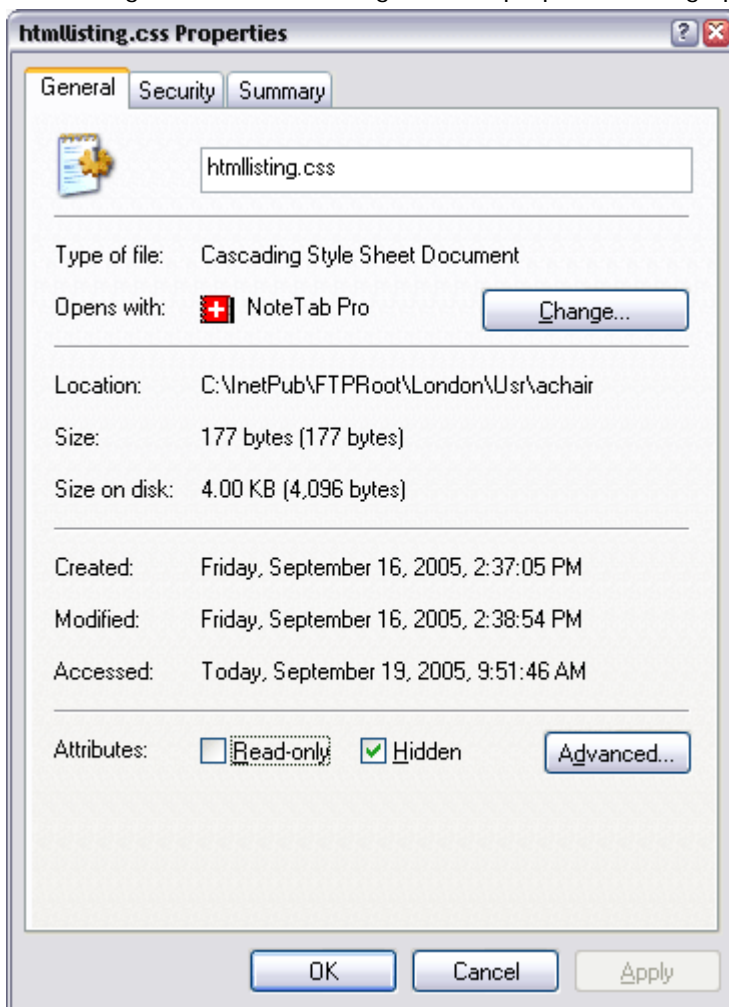 htmllisting.css Properties
General Security Summary
htmllisting.css
Type of file: Cascading Style Sheet Document
Opens with: NoteTab Pro Change...
Location: C:\InetPub\FTPRoot\London\Usr\achair
Size: 177 bytes (177 bytes)
Size on disk: 4.00 KB (4,096 bytes)
Created: Friday, September 16, 2005, 2:37:05 PM
Modified: Friday, September 16, 2005, 2:38:54 PM
Accessed: Today, September 19, 2005, 9:51:46 AM
Attributes: Read-only Hidden Advanced...
OK Cancel Apply